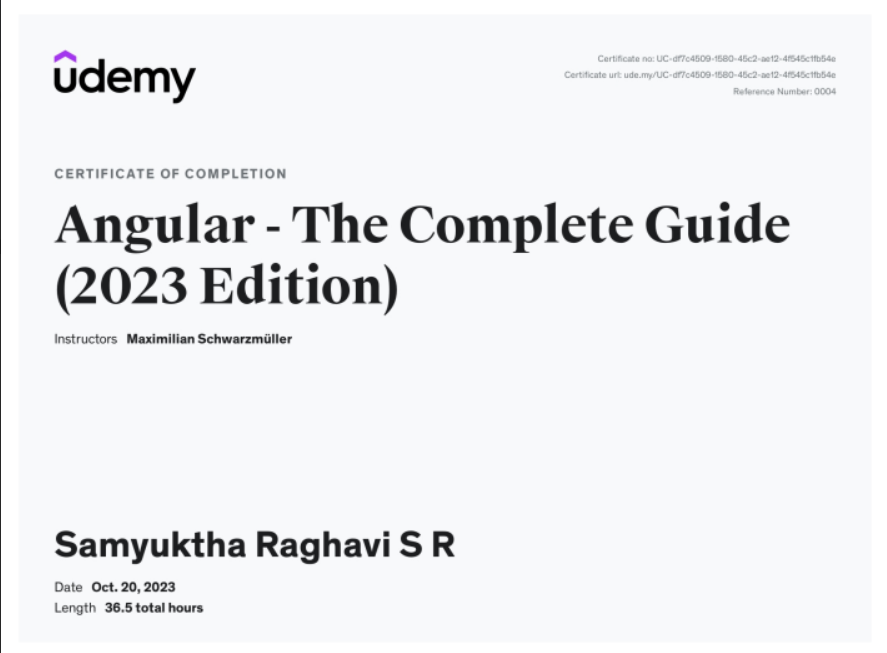 ûdemy
Certificate no: UC-df7c4509-1580-45c2-ae12-4f545c1fb54e
Certificate url: ude.my/UC-df7c4509-1580-45c2-ae12-4f545c1fb54e
Reference Number: 0004
CERTIFICATE OF COMPLETION
Angular - The Complete Guide
(2023 Edition)
Instructors Maximilian Schwarzmüller
Samyuktha Raghavi S R
Date Oct. 20, 2023
Length 36.5 total hours